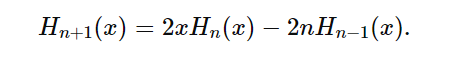 H_{n+1}(x) = 2xH_n(x) − 2nH_{n−1}(x).